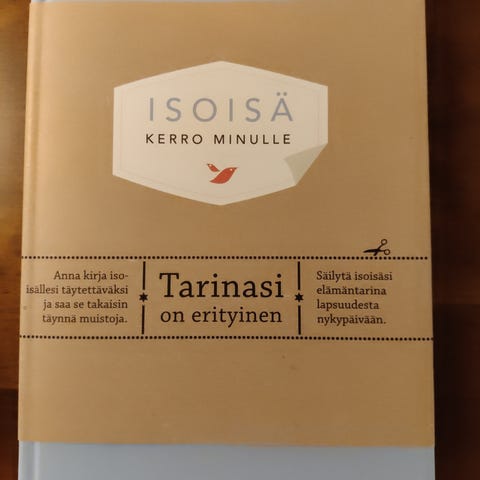 ISOISÄ
KERRO MINULLE
Anna kirja iso-
isällesi täytettäväksi
ja saa se takaisin
täynnä muistoja.
Tarinasi
on erityinen
Säilytä isoisäsi
elämäntarina
lapsuudesta
nykypäivään.